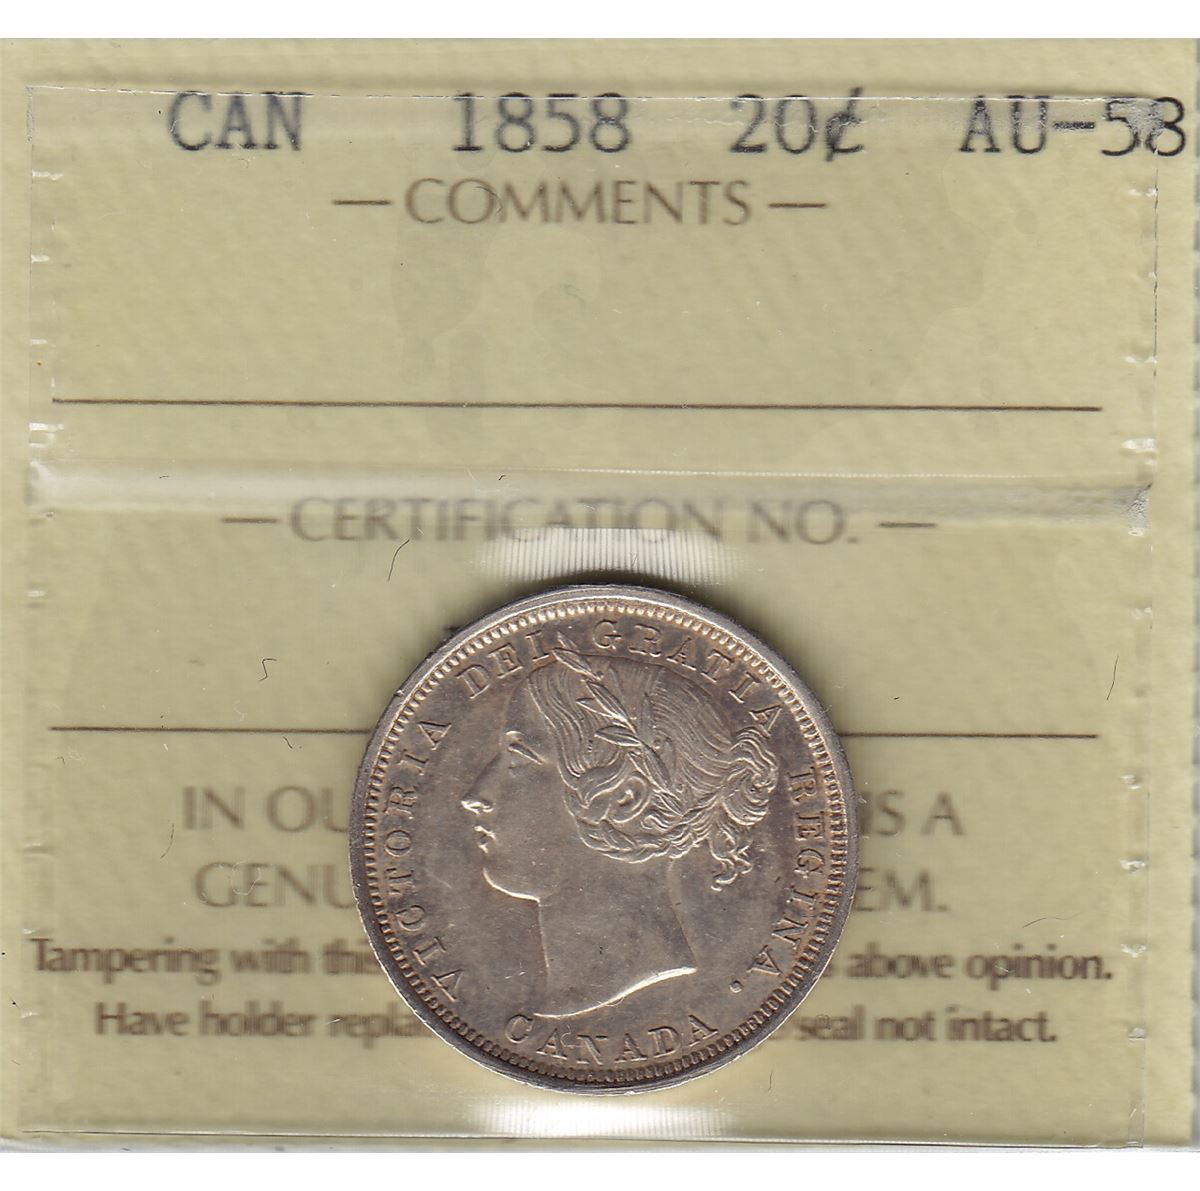 CAN 1858 20¢ AU-58
— COMMENTS —
— CERTIFICATION NO. —
VICTORIA DEI GRATIA REGINA.
CANADA
IN OU IS A
GENU EM.
Tampering with thi above opinion.
Have holder repla seal not intact.